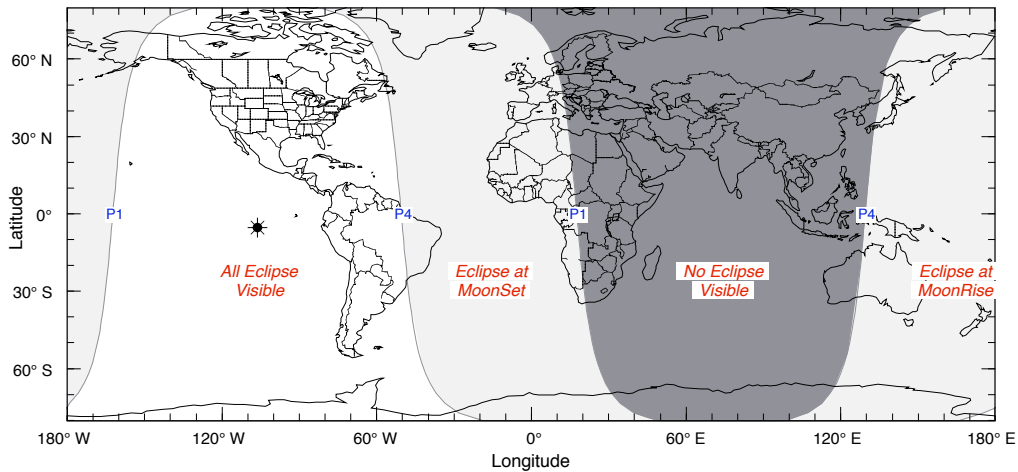 60° N
30° N
0°
30° S
60° S
Latitude
P1
P4
P1
P4
All Eclipse
Visible
Eclipse at
MoonSet
No Eclipse
Visible
Eclipse at
MoonRise
180° W
120° W
60° W
0°
60° E
120° E
180° E
Longitude